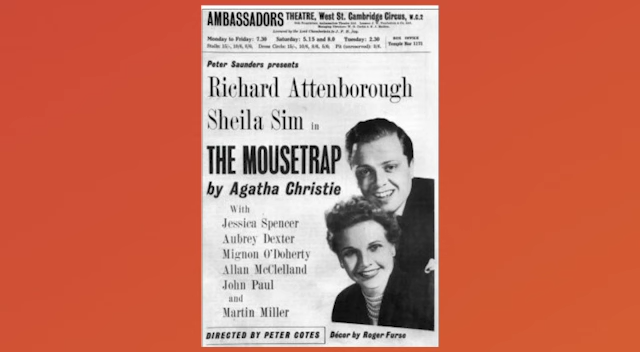 AMBASSADORS THEATRE, West St. Cambridge Circus, W.C.2
Monday to Friday: 7.30 Saturday: 5.15 and 8.0 Tuesday: 2.30
BOX OFFICE
Temple Bar 1171
Peter Saunders presents
Richard Attenborough
Sheila Sim in
THE MOUSETRAP
by Agatha Christie
With
Jessica Spencer
Aubrey Dexter
Mignon O'Doherty
Allan McClelland
John Paul
and
Martin Miller
DIRECTED BY PETER COTES Décor by Roger Furse